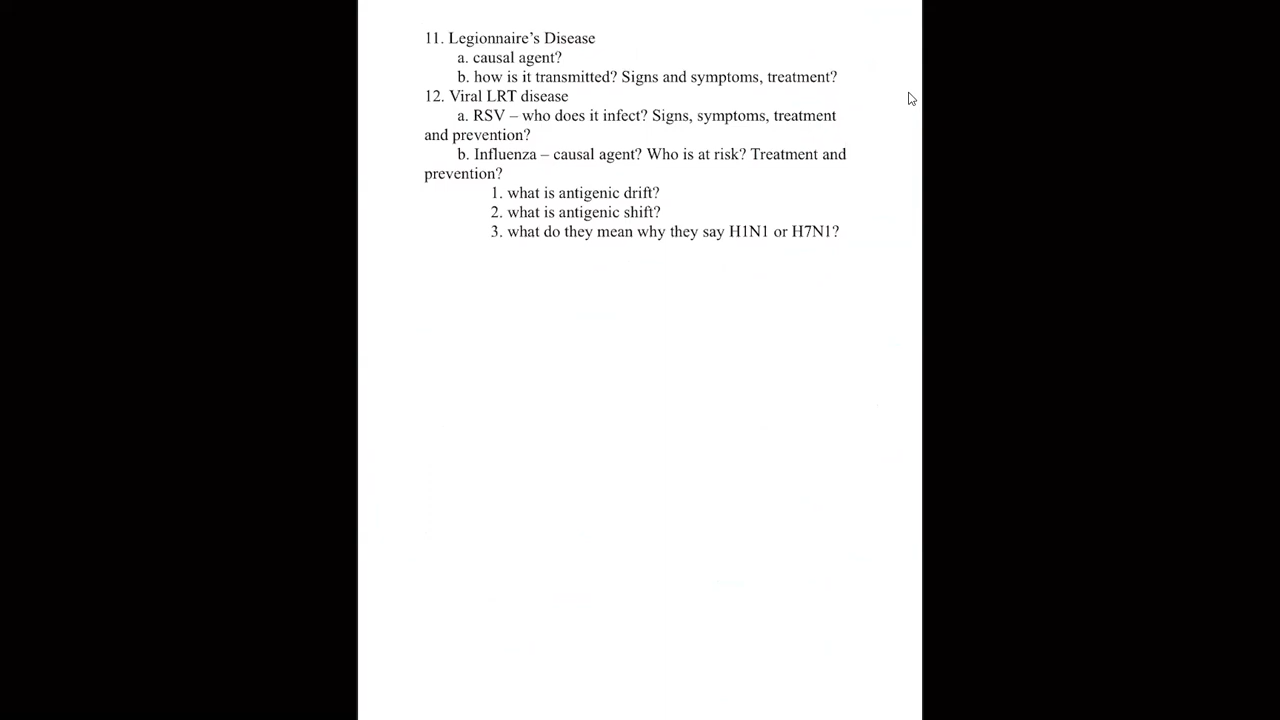 11. Legionnaire’s Disease
a. causal agent?
b. how is it transmitted? Signs and symptoms, treatment?
12. Viral LRT disease
a. RSV – who does it infect? Signs, symptoms, treatment
and prevention?
b. Influenza – causal agent? Who is at risk? Treatment and
prevention?
1. what is antigenic drift?
2. what is antigenic shift?
3. what do they mean why they say H1N1 or H7N1?